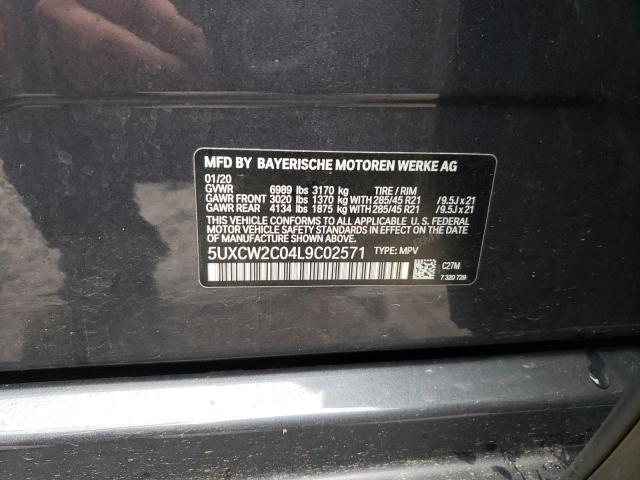 MFD BY BAYERISCHE MOTOREN WERKE AG
01/20
GVWR 6989 lbs 3170 kg TIRE / RIM
GAWR FRONT 3020 lbs 1370 kg WITH 285/45 R21 / 9.5J x 21
GAWR REAR 4134 lbs 1875 kg WITH 285/45 R21 / 9.5J x 21
THIS VEHICLE CONFORMS TO ALL APPLICABLE U. S. FEDERAL
MOTOR VEHICLE SAFETY STANDARDS IN EFFECT
ON THE DATE OF MANUFACTURE SHOWN ABOVE.
5UXCW2C04L9C02571 TYPE: MPV
C27M
7 320 729